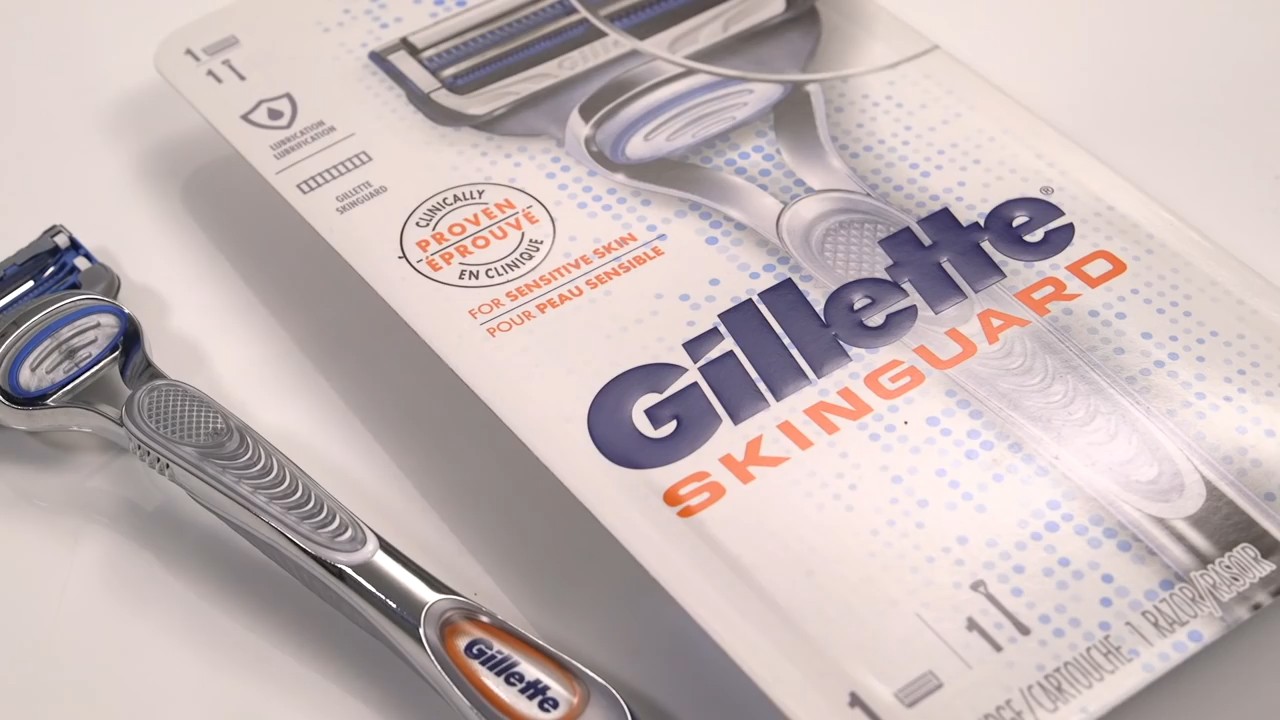 1
1
LUBRICATION
LUBRIFICATION
GILLETTE
SKINGUARD
CLINICALLY
PROVEN
ÉPROUVÉ
EN CLINIQUE
FOR SENSITIVE SKIN
POUR PEAU SENSIBLE
Gillette®
SKINGUARD
1
1
/CARTOUCHE, 1 RAZOR/RASOIR
Gillette